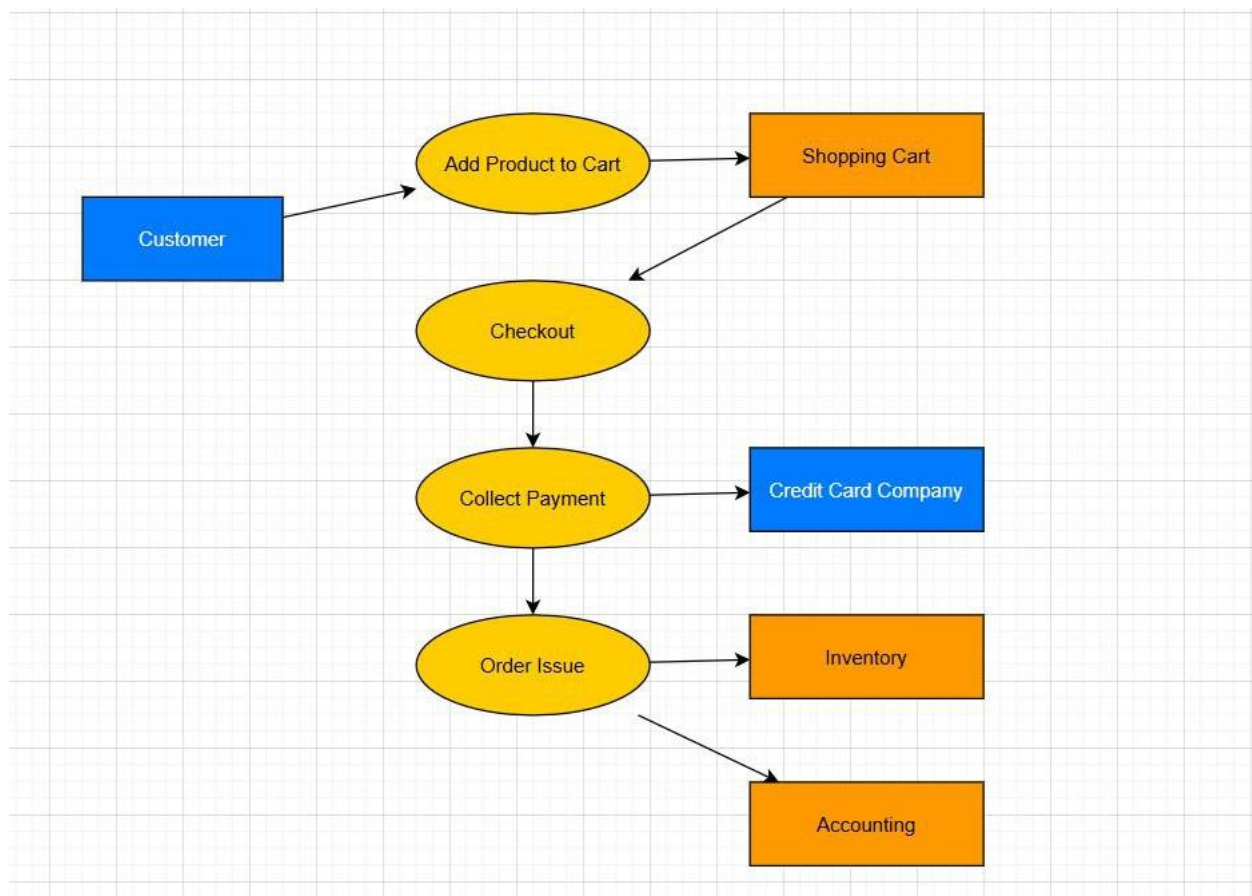 Add Product to Cart
Shopping Cart
Customer
Checkout
Collect Payment
Credit Card Company
Order Issue
Inventory
Accounting